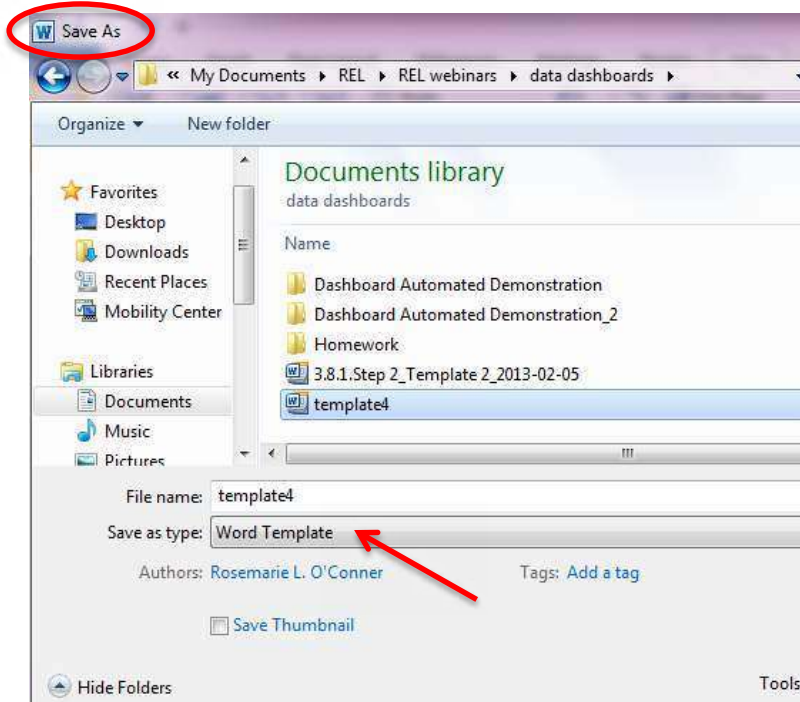 Save As
« My Documents REL REL webinars data dashboards
Organize New folder
Favorites
Desktop
Downloads
Recent Places
Mobility Center
Libraries
Documents
Music
Pictures
Documents library
data dashboards
Name
Dashboard Automated Demonstration
Dashboard Automated Demonstration_2
Homework
3.8.1.Step 2_Template 2_2013-02-05
template4
File name: template4
Save as type: Word Template
Authors: Rosemarie L. O'Conner Tags: Add a tag
Save Thumbnail
Hide Folders Tools